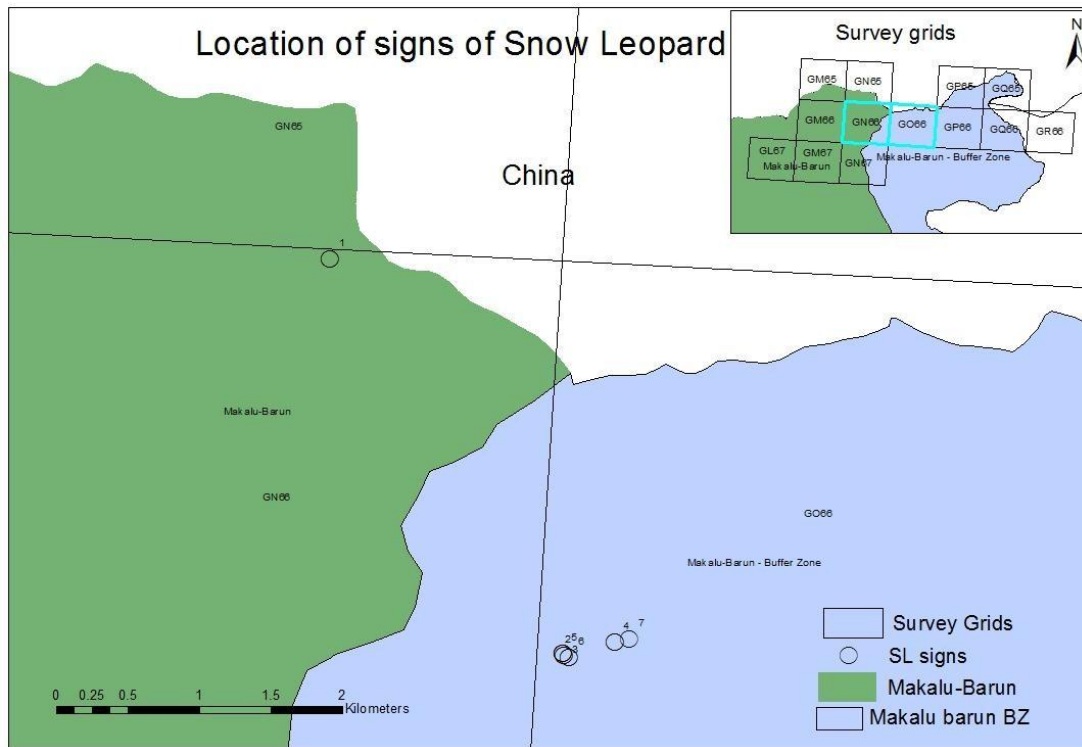 Location of signs of Snow Leopard
GN65
China
1
Makalu-Barun
GN66
GO66
Makalu-Barun - Buffer Zone
2 5 6
3
4 7
0 0.25 0.5 1 1.5 2
Kilometers
Survey grids
N
GM65 GN65 GP65 GQ65
GM66 GN66 GO66 GP66 GQ66 GR66
GL67 GM67 GN67
Makalu-Barun
Makalu-Barun - Buffer Zone
Survey Grids
SL signs
Makalu-Barun
Makalu barun BZ